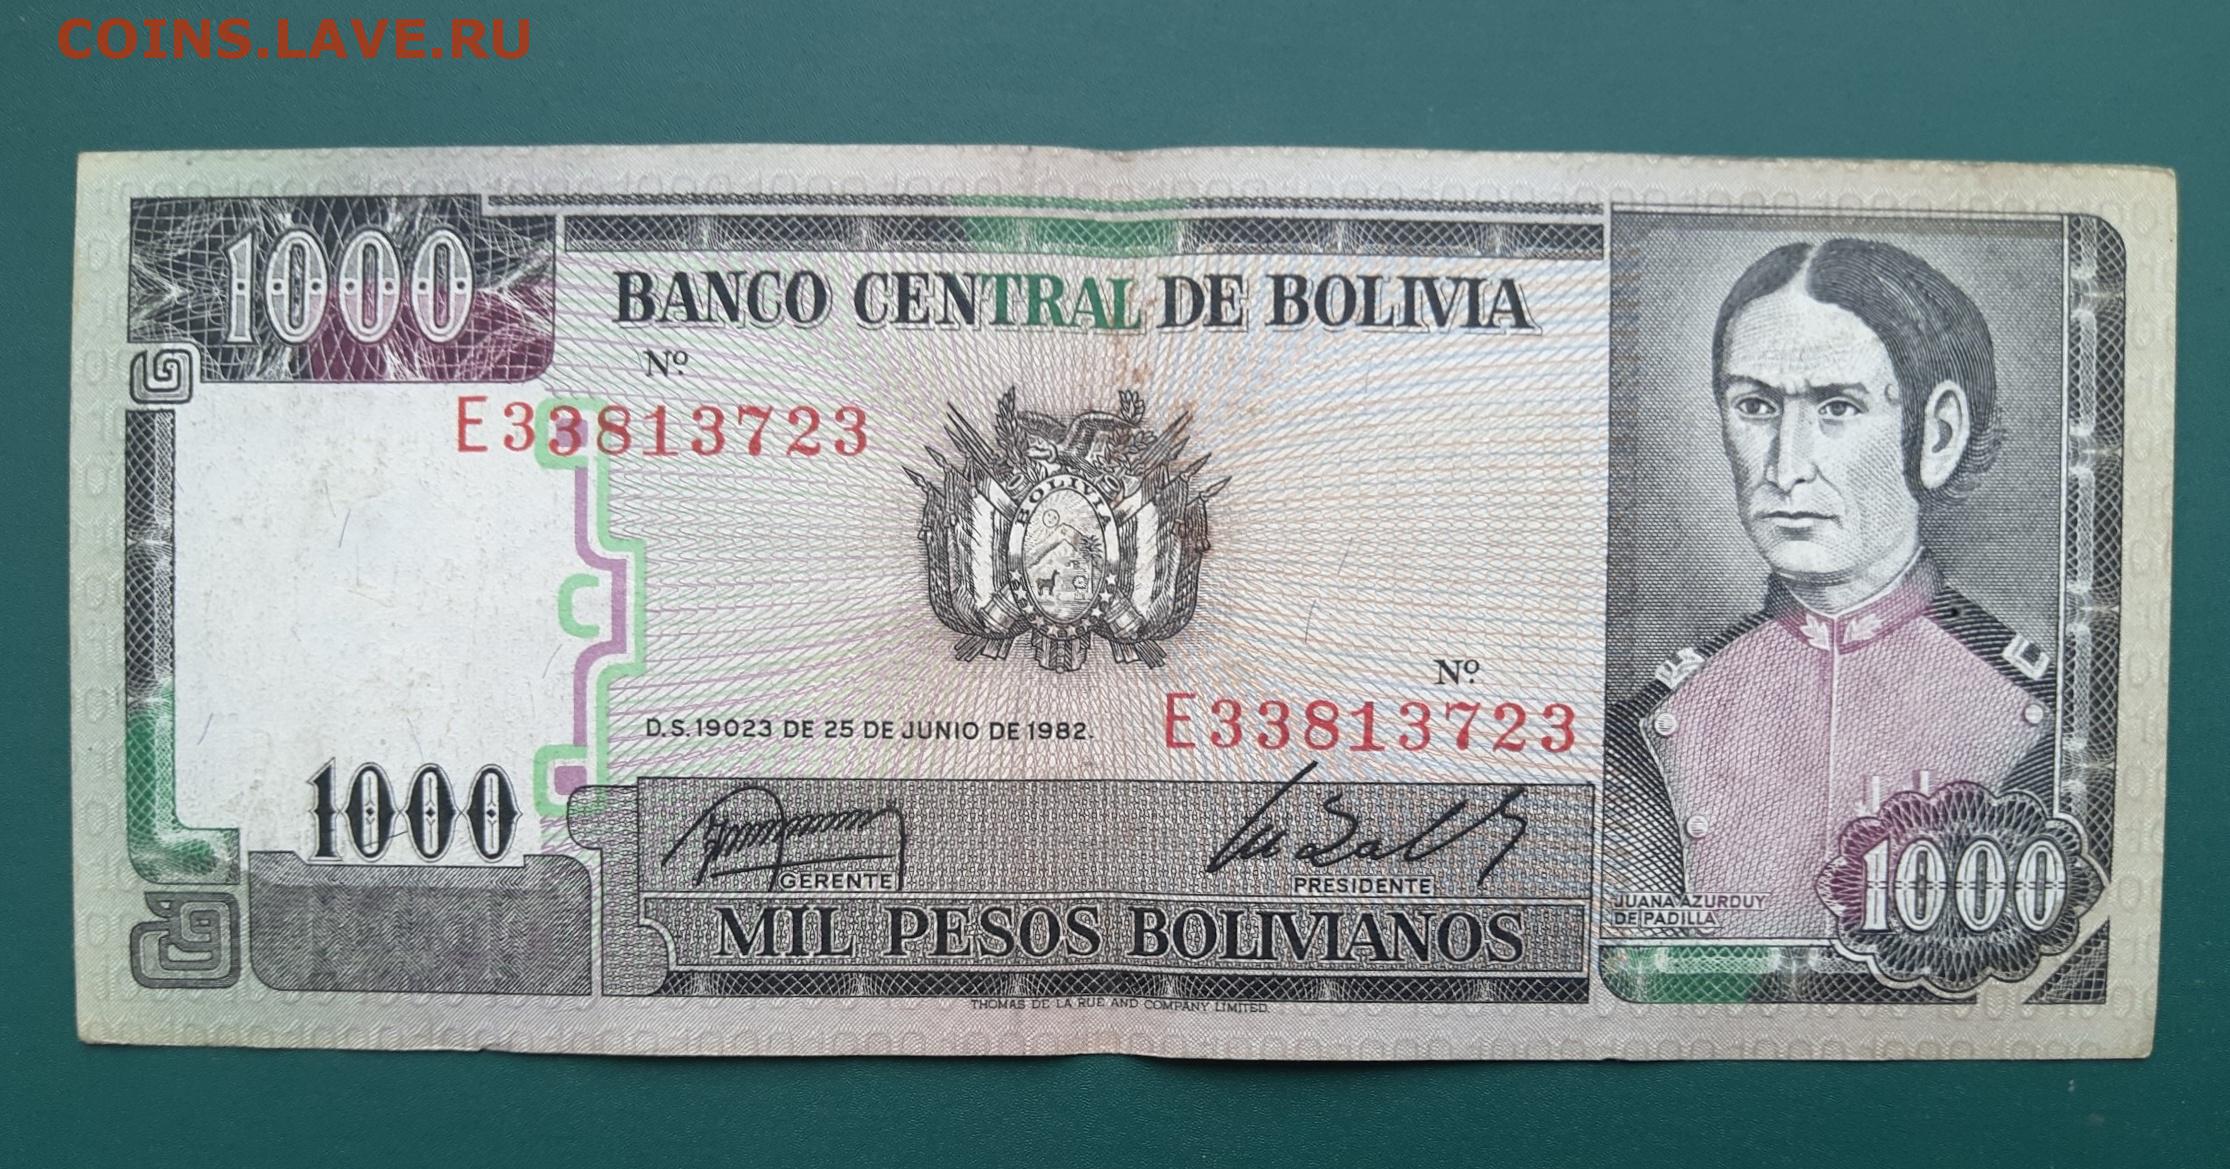 COINS.LAVE.RU
1000
BANCO CENTRAL DE BOLIVIA
Nº
E33813723
BOLIVIA
Nº
E33813723
D.S. 19023 DE 25 DE JUNIO DE 1982.
1000
GERENTE
PRESIDENTE
MIL PESOS BOLIVIANOS
JUANA AZURDUY
DE PADILLA
1000
THOMAS DE LA RUE AND COMPANY LIMITED.